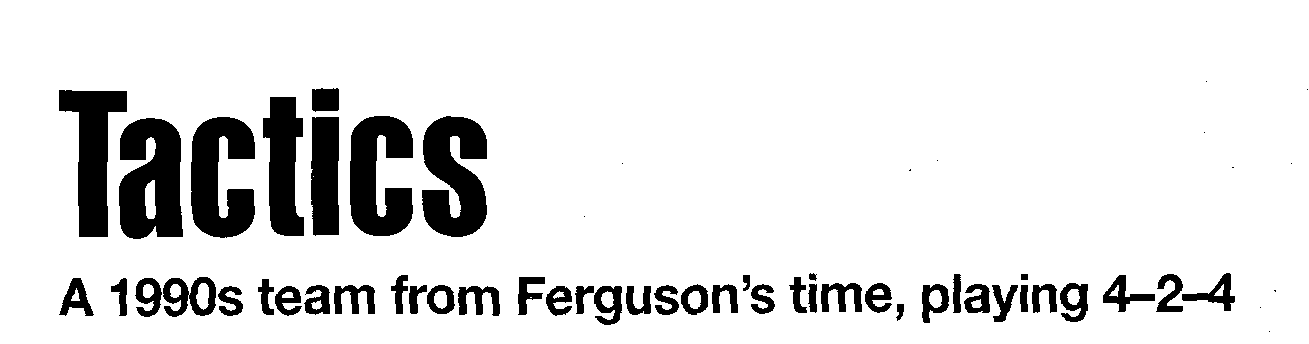 Tactics
A 1990s team from Ferguson's time, playing 4–2–4